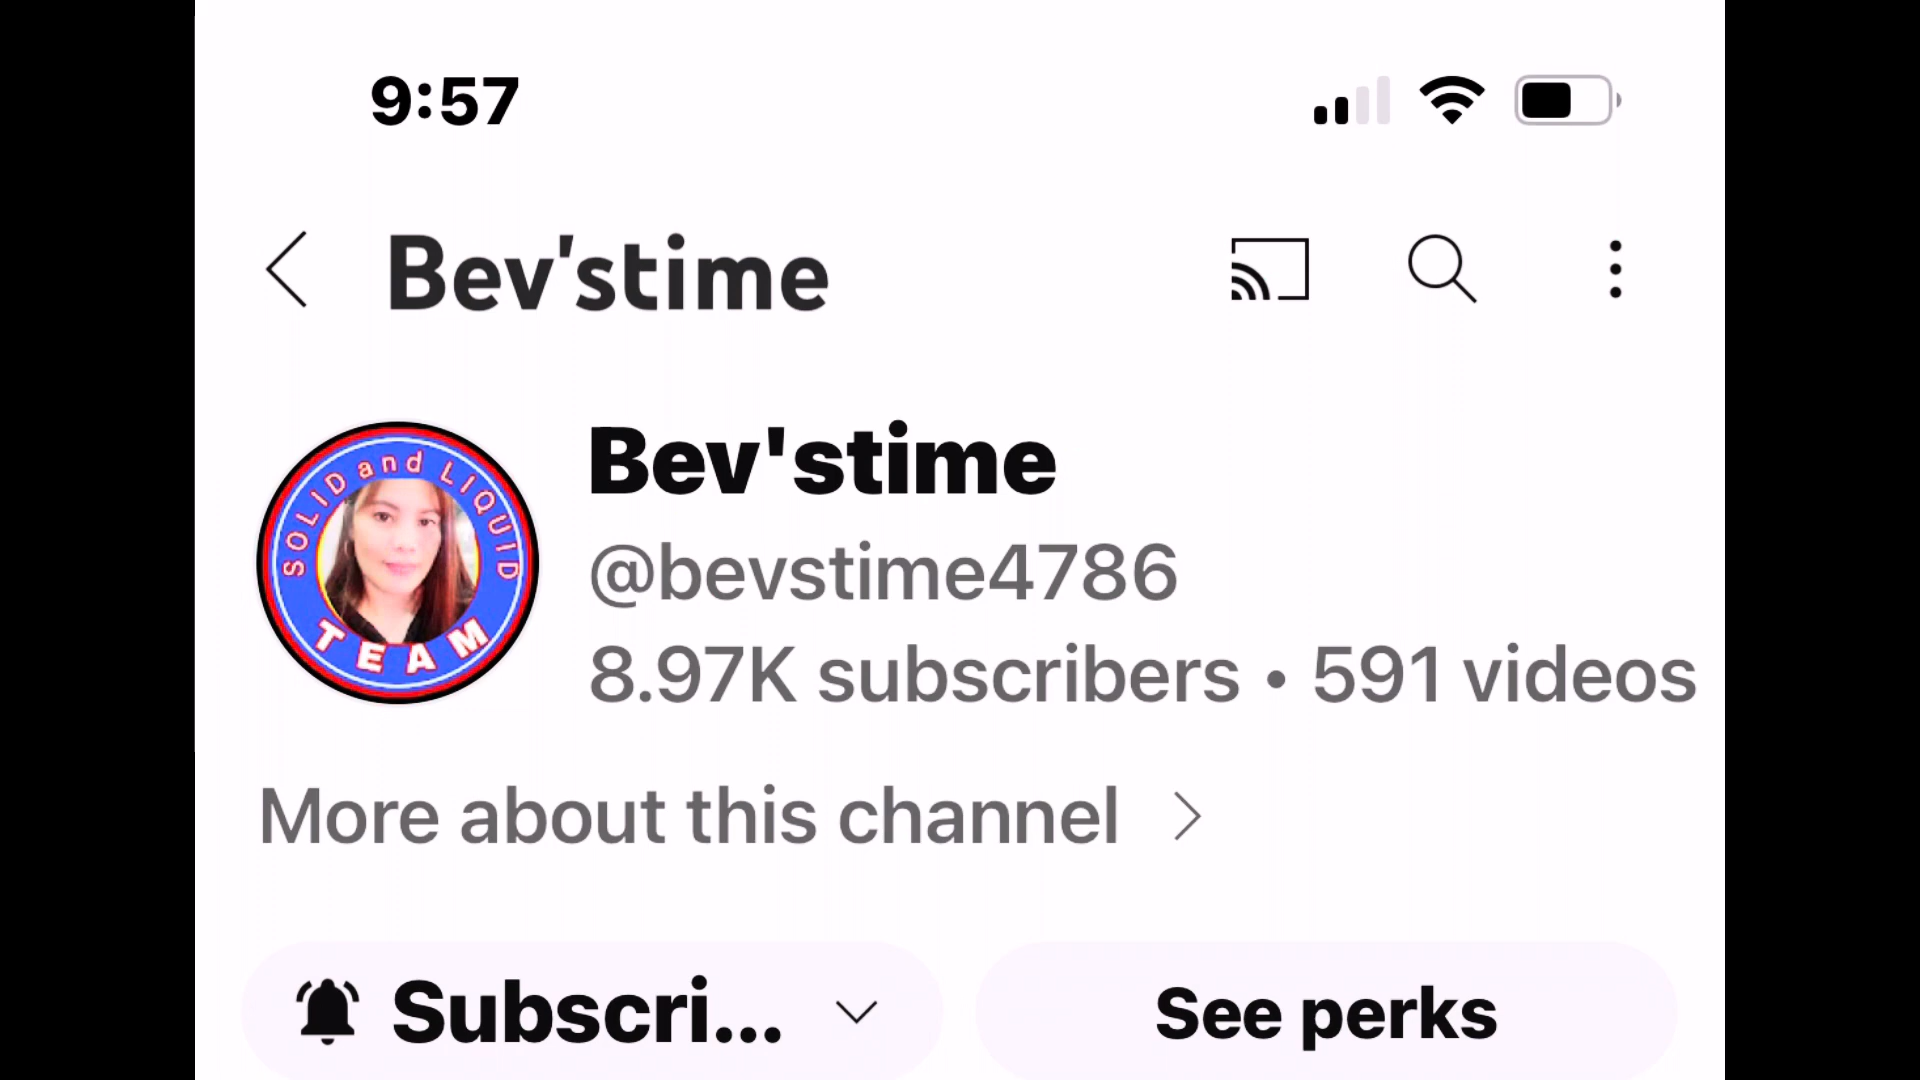 9:57
Bev'stime
SOLID and LIQUID
TEAM
Bev'stime
@bevstime4786
8.97K subscribers • 591 videos
More about this channel
Subscri...
See perks